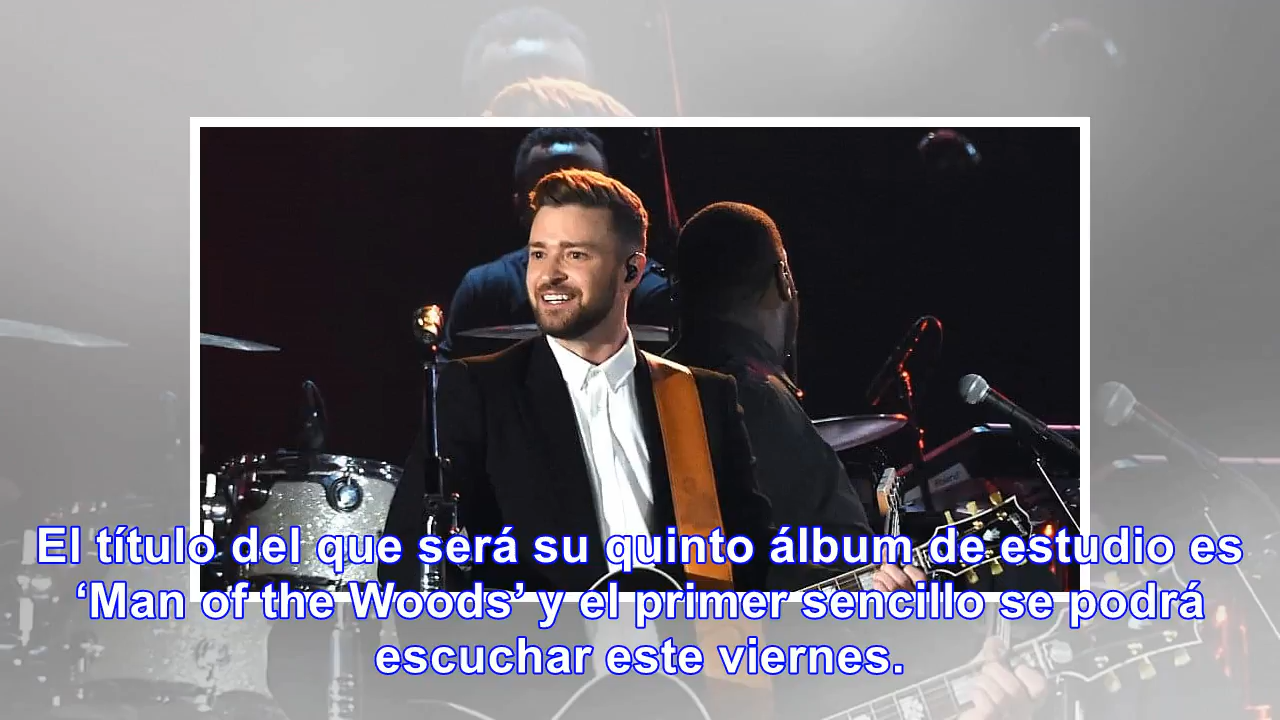 El título del que será su quinto álbum de estudio es
‘Man of the Woods’ y el primer sencillo se podrá
escuchar este viernes.